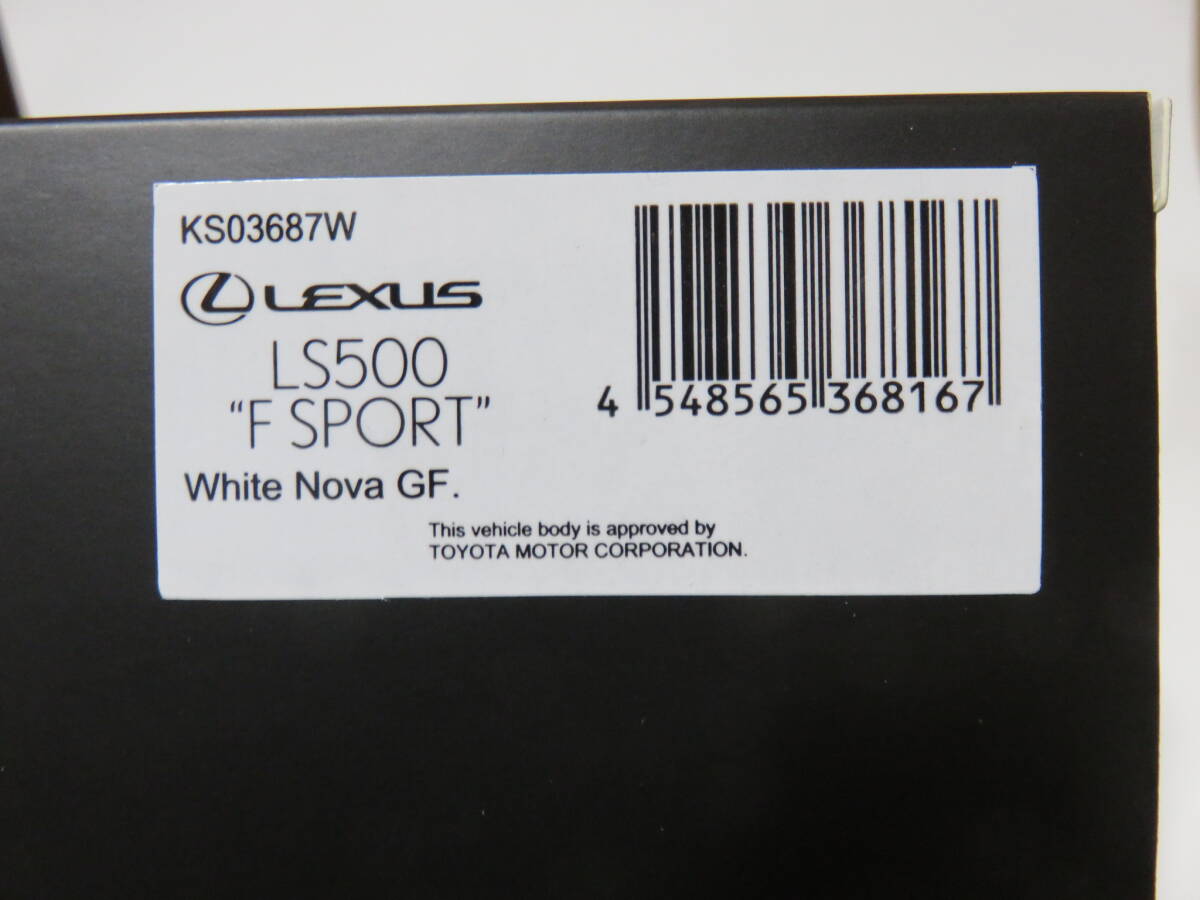 KS03687W
LEXUS
LS500
“F SPORT”
White Nova GF.
4 548565 368167
This vehicle body is approved by
TOYOTA MOTOR CORPORATION.